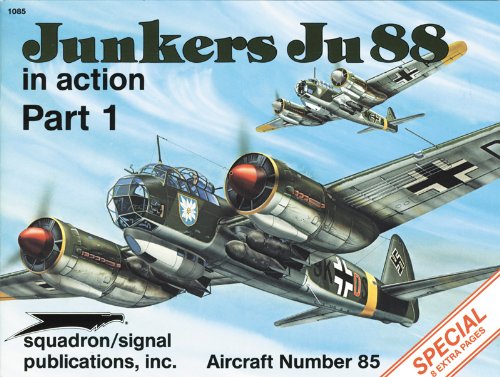 1085
Junkers Ju 88
in action
Part 1
squadron/signal
publications, inc.
Aircraft Number 85
SPECIAL
8 EXTRA PAGES